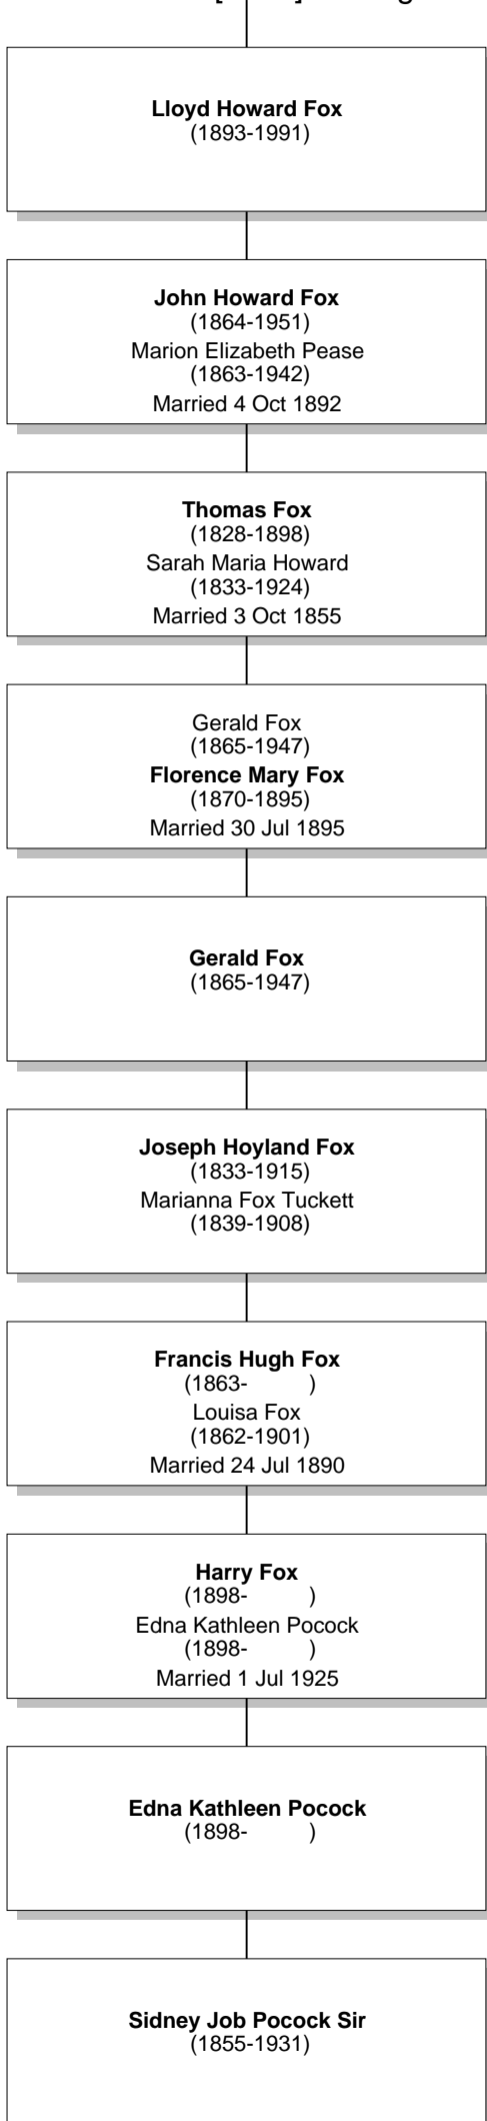 Lloyd Howard Fox
(1893-1991)
John Howard Fox
(1864-1951)
Marion Elizabeth Pease
(1863-1942)
Married 4 Oct 1892
Thomas Fox
(1828-1898)
Sarah Maria Howard
(1833-1924)
Married 3 Oct 1855
Gerald Fox
(1865-1947)
Florence Mary Fox
(1870-1895)
Married 30 Jul 1895
Gerald Fox
(1865-1947)
Joseph Hoyland Fox
(1833-1915)
Marianna Fox Tuckett
(1839-1908)
Francis Hugh Fox
(1863- )
Louisa Fox
(1862-1901)
Married 24 Jul 1890
Harry Fox
(1898- )
Edna Kathleen Pocock
(1898- )
Married 1 Jul 1925
Edna Kathleen Pocock
(1898- )
Sidney Job Pocock Sir
(1855-1931)